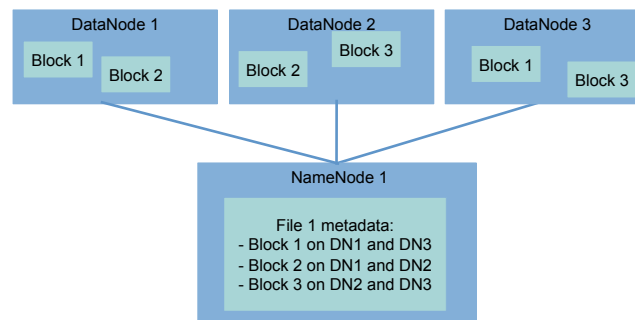 DataNode 1
Block 1
Block 2
DataNode 2
Block 3
Block 2
DataNode 3
Block 1
Block 3
NameNode 1
File 1 metadata:
- Block 1 on DN1 and DN3
- Block 2 on DN1 and DN2
- Block 3 on DN2 and DN3